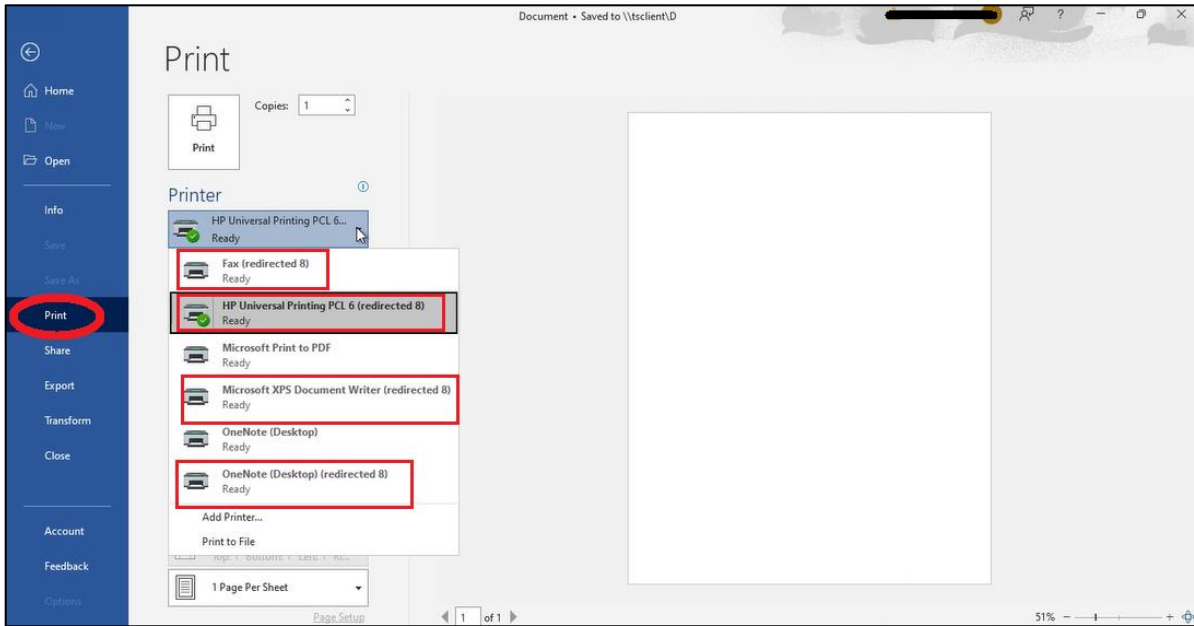 Document • Saved to \\tsclient\D
?
Print
Home
New
Open
Info
Save
Save As
Print
Share
Export
Transform
Close
Account
Feedback
Options
Copies: 1
Print
Printer
HP Universal Printing PCL 6...
Ready
Fax (redirected 8)
Ready
HP Universal Printing PCL 6 (redirected 8)
Ready
Microsoft Print to PDF
Ready
Microsoft XPS Document Writer (redirected 8)
Ready
OneNote (Desktop)
Ready
OneNote (Desktop) (redirected 8)
Ready
Add Printer...
Print to File
1 Page Per Sheet
Page Setup
1 of 1
51% − +